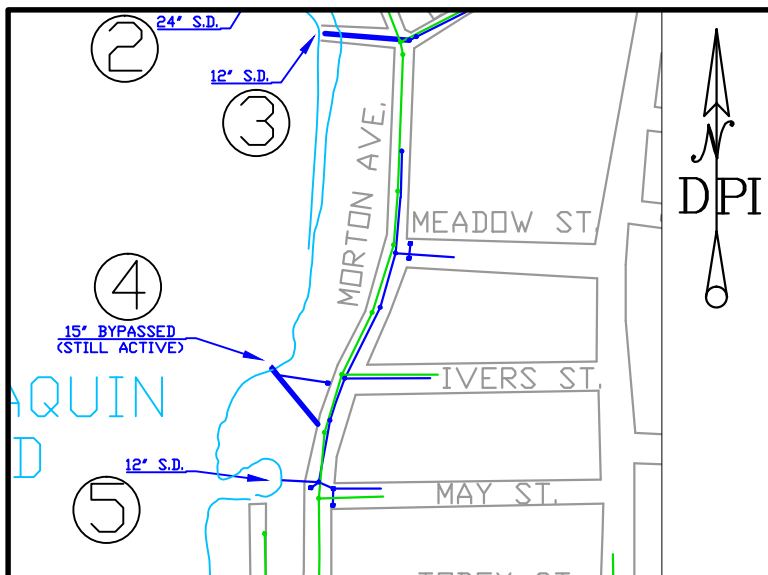 24" S.D.
2
12" S.D.
3
MORTON AVE.
MEADOW ST.
N
DPI
4
15" BYPASSED
(STILL ACTIVE)
AQUIN
IVERS ST.
D
12" S.D.
5
MAY ST.